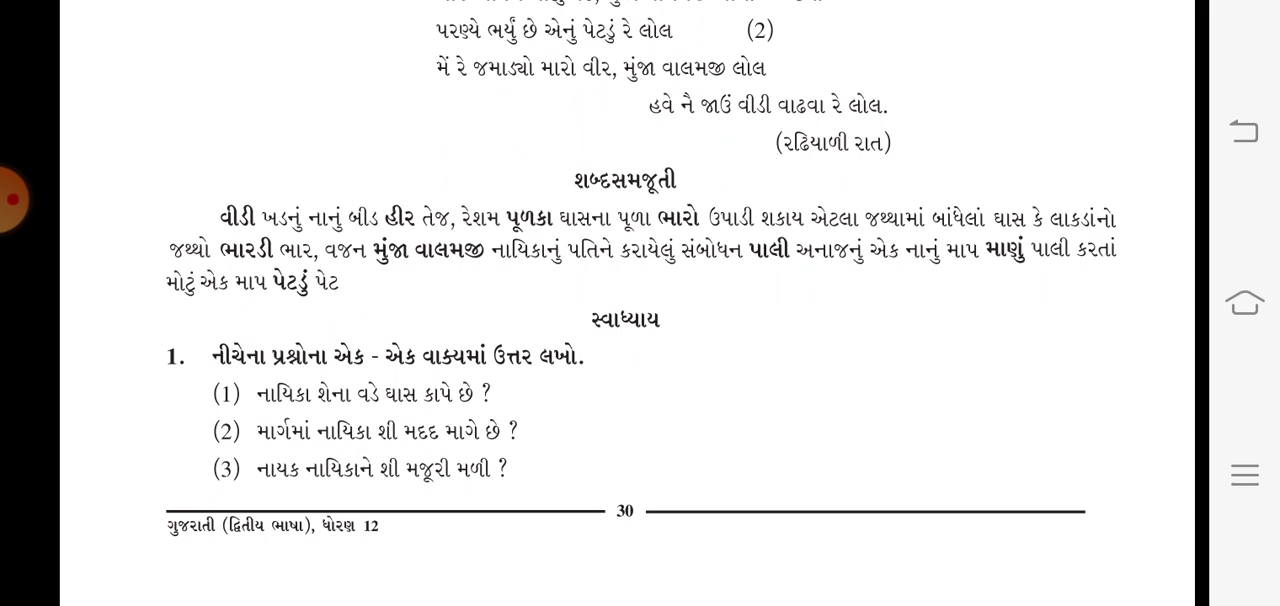 પરણ્યે ભર્યું છે એનું પેટડું રે લોલ (2)
મેં રે જમાડ્યો મારો વીર, મુંજા વાલમજી લોલ
હવે નૈ જાઉં વીડી વાઢવા રે લોલ.
(રઢિયાળી રાત)
શબ્દસમજૂતી
વીડી ખડનું નાનું બીડ હીર તેજ, રેશમ પૂળકા ઘાસના પૂળા ભારો ઉપાડી શકાય એટલા જથ્થામાં બાંધેલાં ઘાસ કે લાકડાંનો
જથ્થો ભારડી ભાર, વજન મુંજા વાલમજી નાયિકાનું પતિને કરાયેલું સંબોધન પાલી અનાજનું એક નાનું માપ માણું પાલી કરતાં
મોટું એક માપ પેટડું પેટ
સ્વાધ્યાય
1. નીચેના પ્રશ્નોના એક - એક વાક્યમાં ઉત્તર લખો.
(1) નાયિકા શેના વડે ઘાસ કાપે છે ?
(2) માર્ગમાં નાયિકા શી મદદ માગે છે ?
(3) નાયક નાયિકાને શી મજૂરી મળી ?
30
ગુજરાતી (દ્વિતીય ભાષા), ધોરણ 12